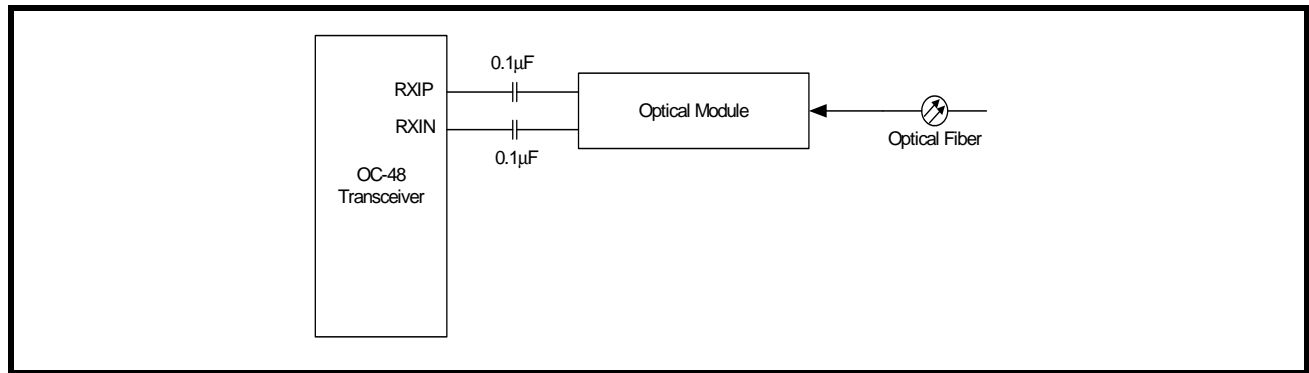 0.1μF
RXIP
RXIN
0.1μF
OC-48
Transceiver
Optical Module
Optical Fiber